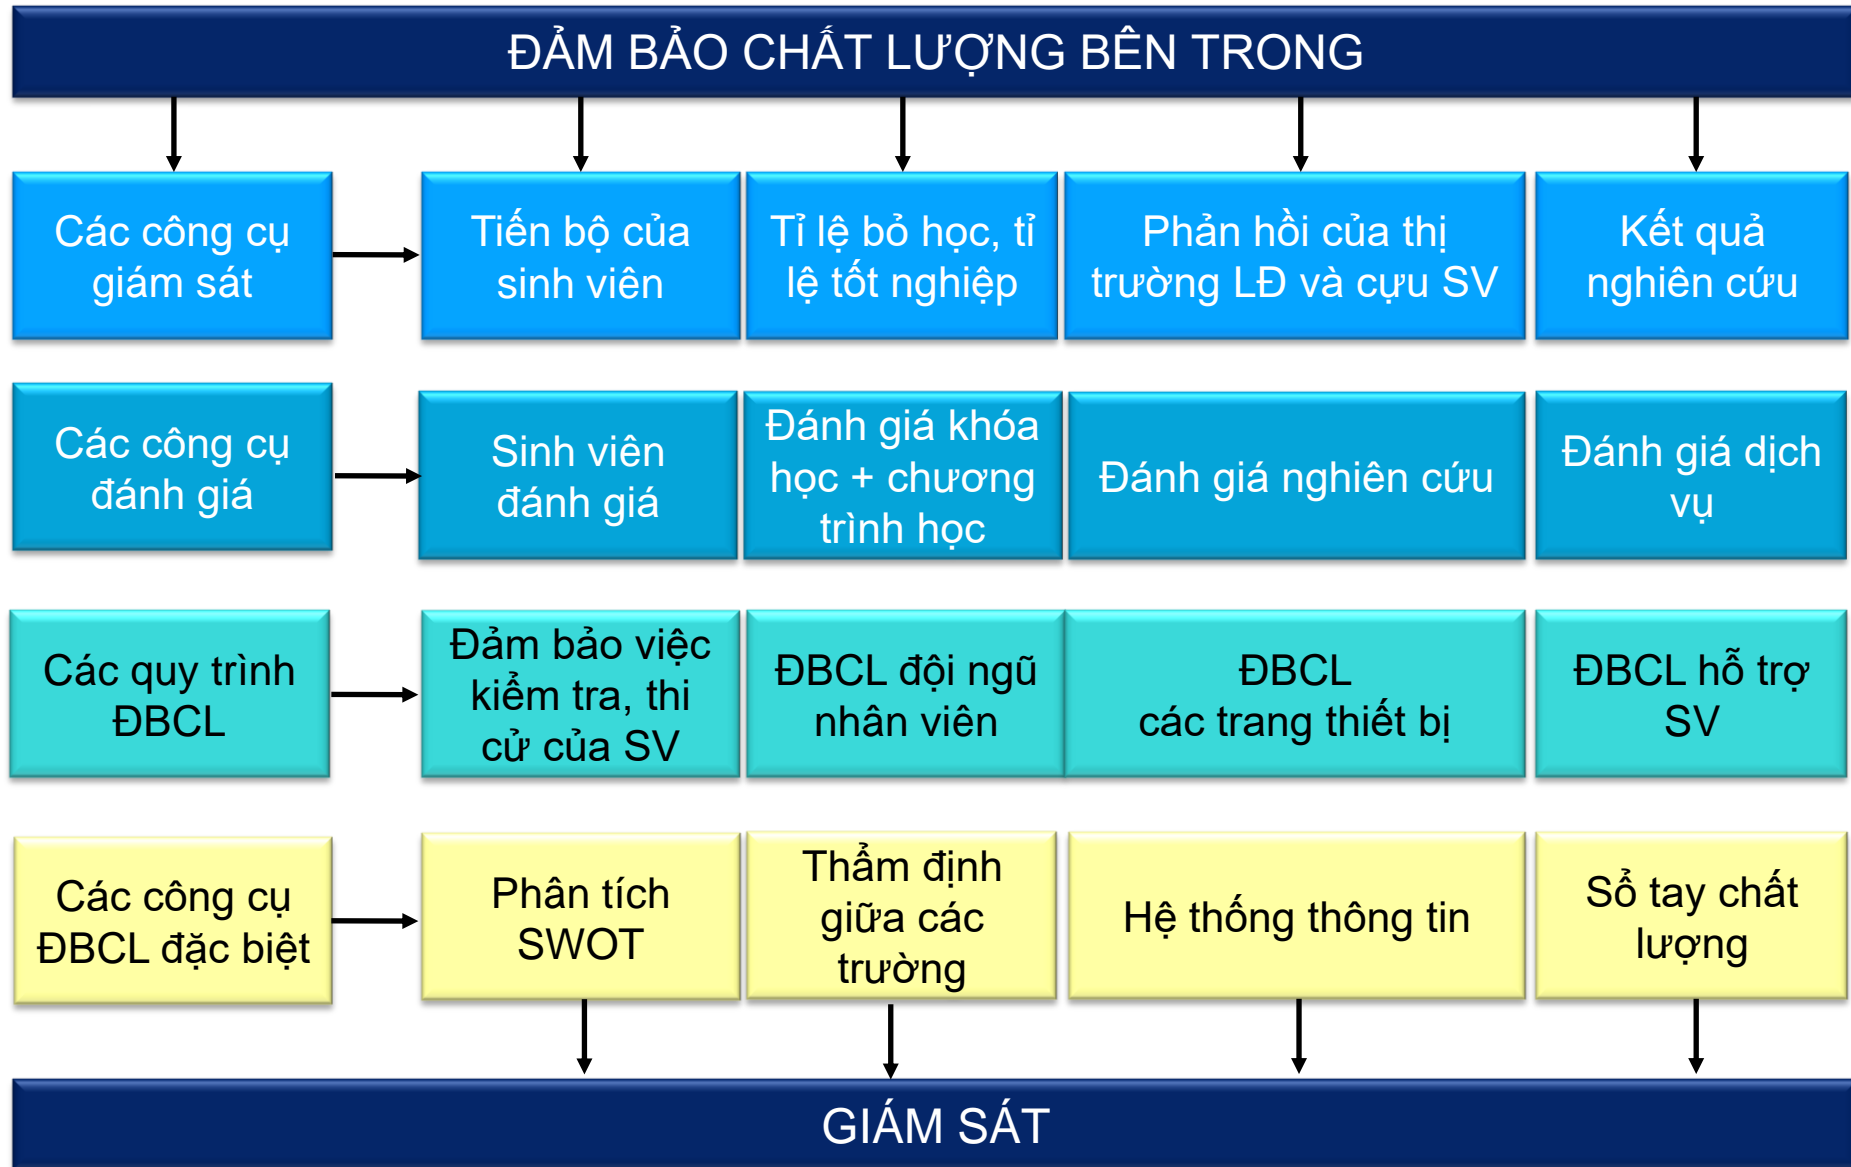 ĐẢM BẢO CHẤT LƯỢNG BÊN TRONG
Các công cụ
giám sát
Tiến bộ của
sinh viên
Tỉ lệ bỏ học, tỉ
lệ tốt nghiệp
Phản hồi của thị
trường LĐ và cựu SV
Kết quả
nghiên cứu
Các công cụ
đánh giá
Sinh viên
đánh giá
Đánh giá khóa
học + chương
trình học
Đánh giá nghiên cứu
Đánh giá dịch
vụ
Các quy trình
ĐBCL
Đảm bảo việc
kiểm tra, thi
cử của SV
ĐBCL đội ngũ
nhân viên
ĐBCL
các trang thiết bị
ĐBCL hỗ trợ
SV
Các công cụ
ĐBCL đặc biệt
Phân tích
SWOT
Thẩm định
giữa các
trường
Hệ thống thông tin
Sổ tay chất
lượng
GIÁM SÁT